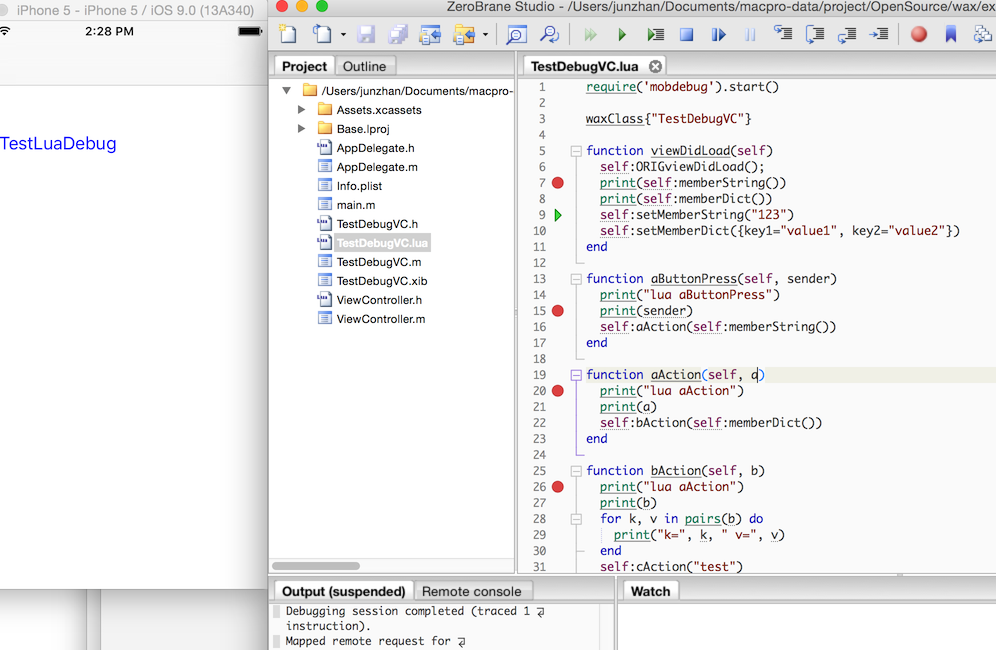 iPhone 5 - iPhone 5 / iOS 9.0 (13A340)
2:28 PM
TestLuaDebug
ZeroBrane Studio - /Users/junzhan/Documents/macpro-data/project/OpenSource/wax/ex
Project
Outline
/Users/junzhan/Documents/macpro-
Assets.xcassets
Base.lproj
AppDelegate.h
AppDelegate.m
Info.plist
main.m
TestDebugVC.h
TestDebugVC.lua
TestDebugVC.m
TestDebugVC.xib
ViewController.h
ViewController.m
TestDebugVC.lua
1 require('mobdebug').start()
2
3 waxClass{"TestDebugVC"}
4
5 function viewDidLoad(self)
6 self:ORIGviewDidLoad();
7 print(self:memberString())
8 print(self:memberDict())
9 self:setMemberString("123")
10 self:setMemberDict({key1="value1", key2="value2"})
11 end
12
13 function aButtonPress(self, sender)
14 print("lua aButtonPress")
15 print(sender)
16 self:aAction(self:memberString())
17 end
18
19 function aAction(self, a)
20 print("lua aAction")
21 print(a)
22 self:bAction(self:memberDict())
23 end
24
25 function bAction(self, b)
26 print("lua aAction")
27 print(b)
28 for k, v in pairs(b) do
29 print("k=", k, " v=", v)
30 end
31 self:cAction("test")
Output (suspended)
Remote console
Debugging session completed (traced 1
instruction).
Mapped remote request for
Watch